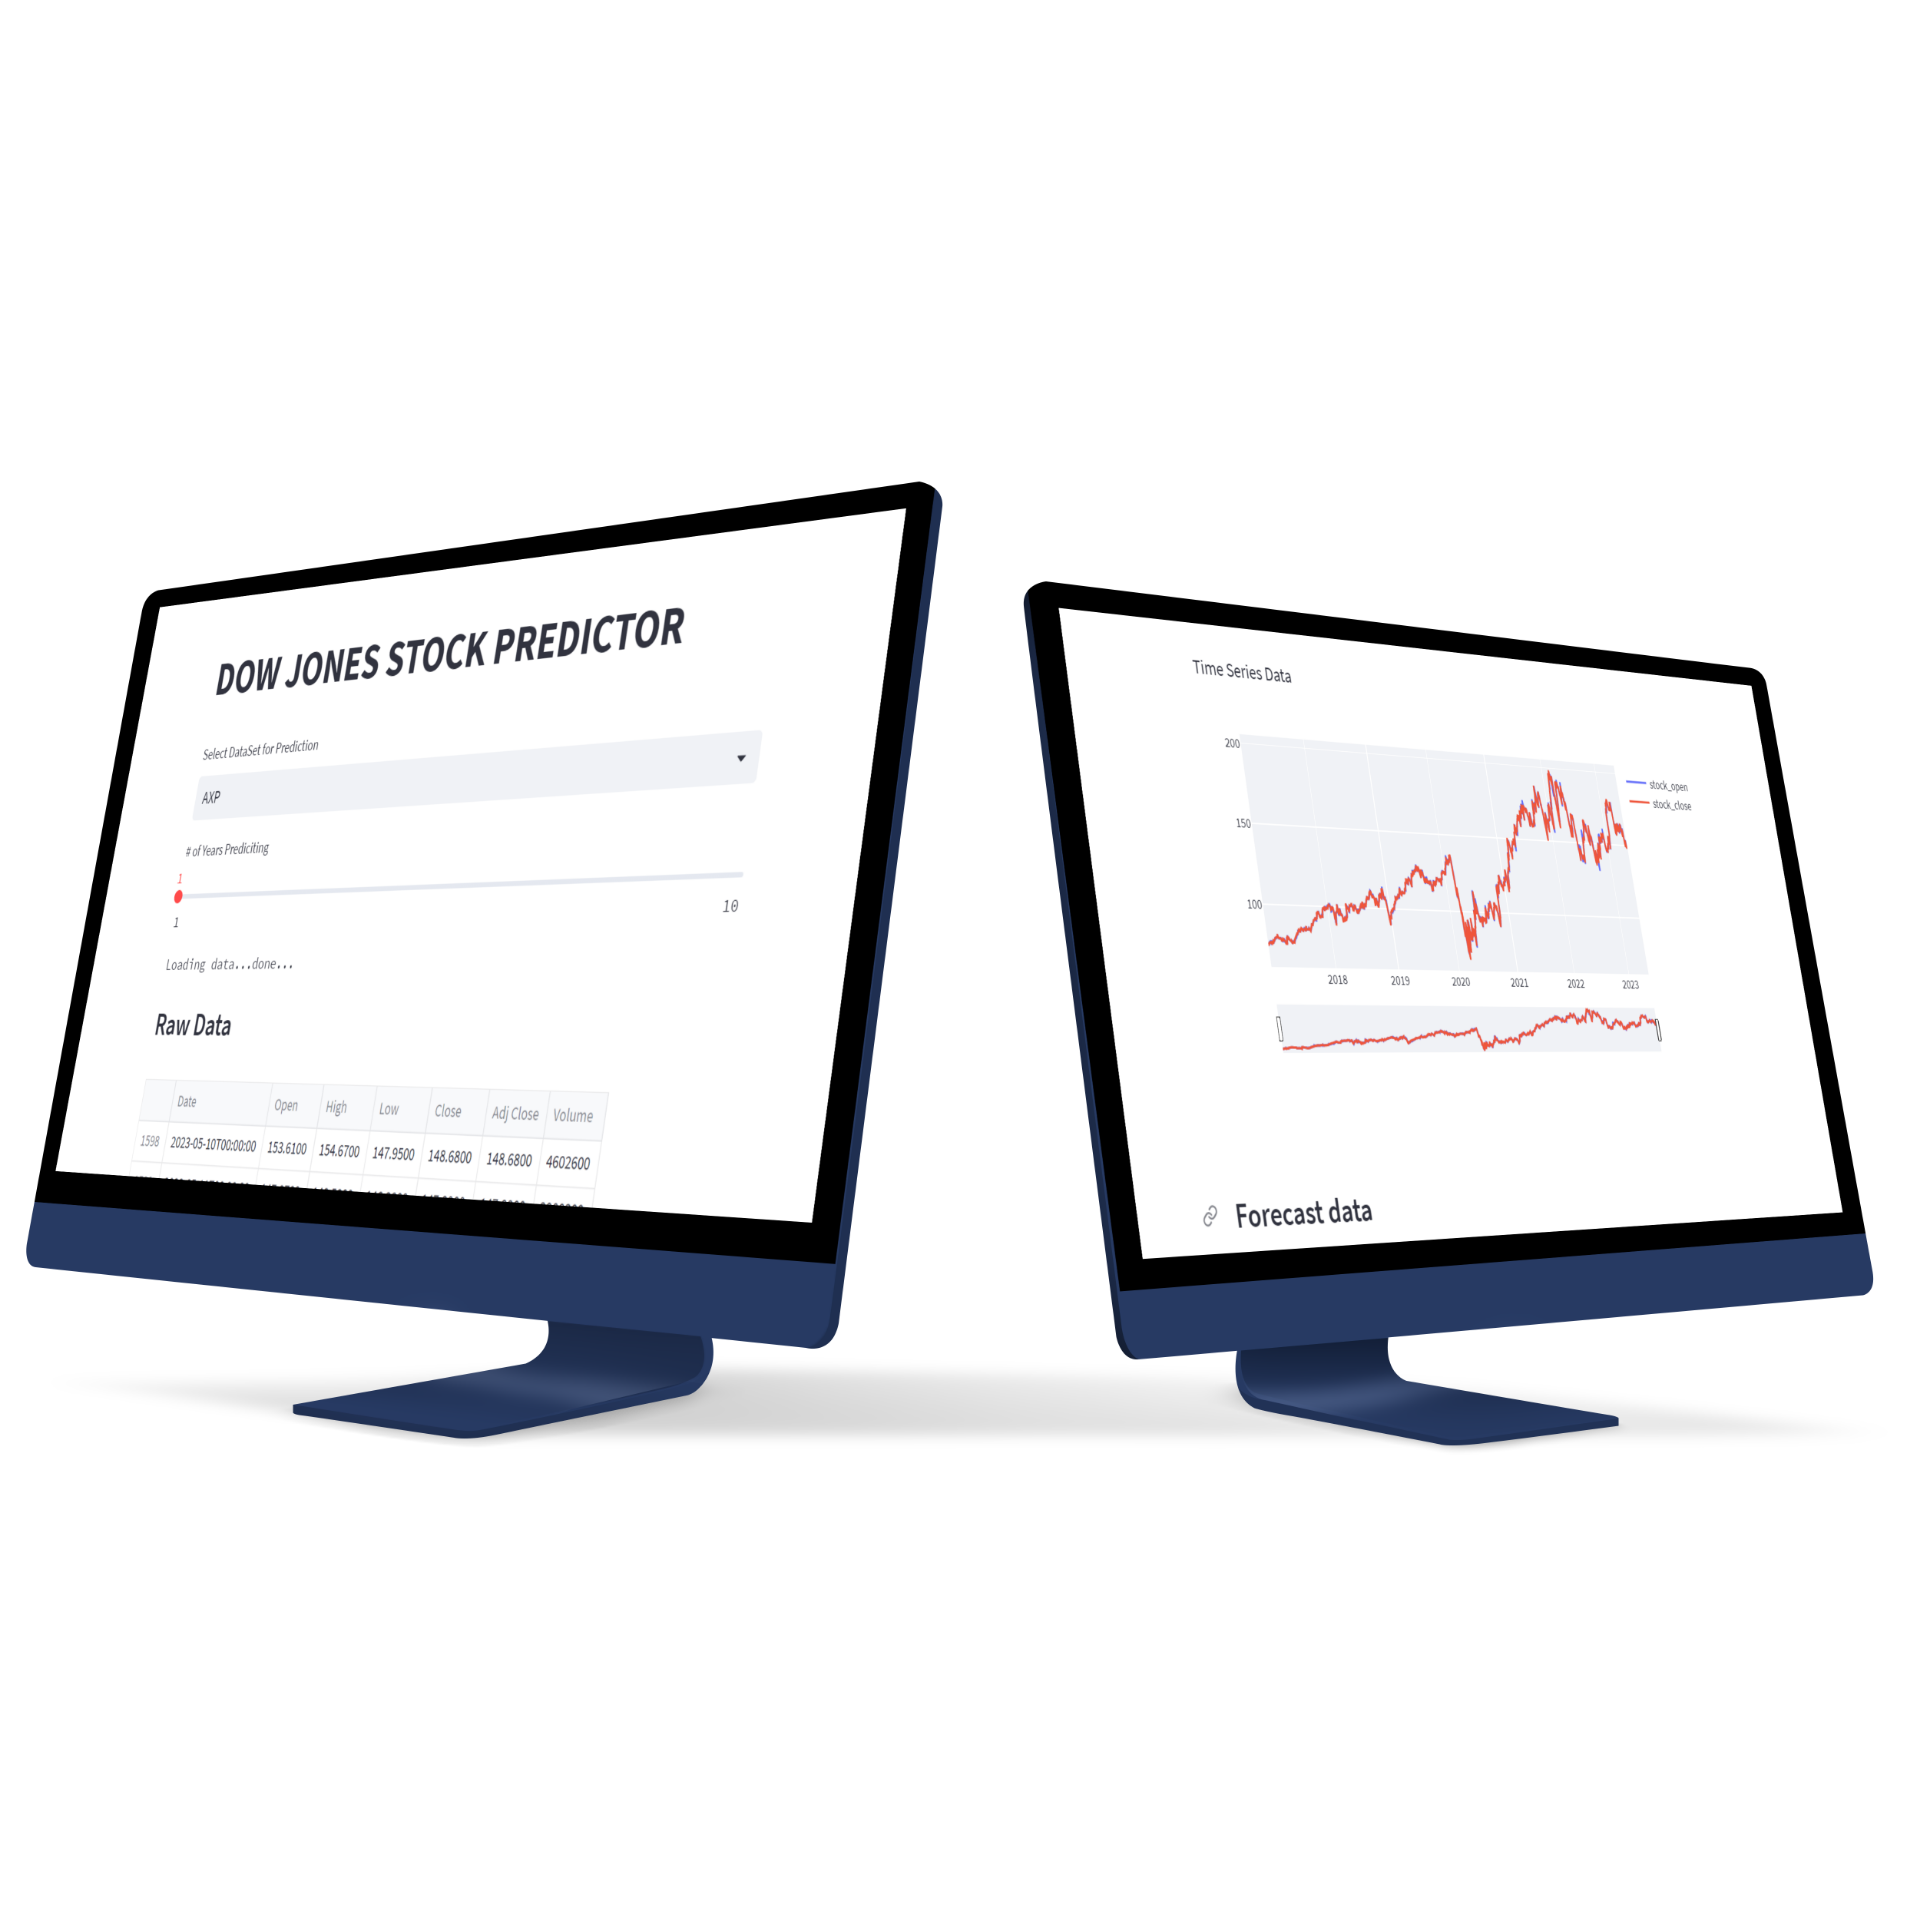 DOW JONES STOCK PREDICTOR
Select DataSet for Prediction
AXP
# of Years Prediciting
1
1 10
Loading data...done...
Raw Data
Date Open High Low Close Adj Close Volume
1598 2023-05-10T00:00:00 153.6100 154.6700 147.9500 148.6800 148.6800 4602600
Time Series Data
200
150
100
stock_open
stock_close
2018 2019 2020 2021 2022 2023
Forecast data